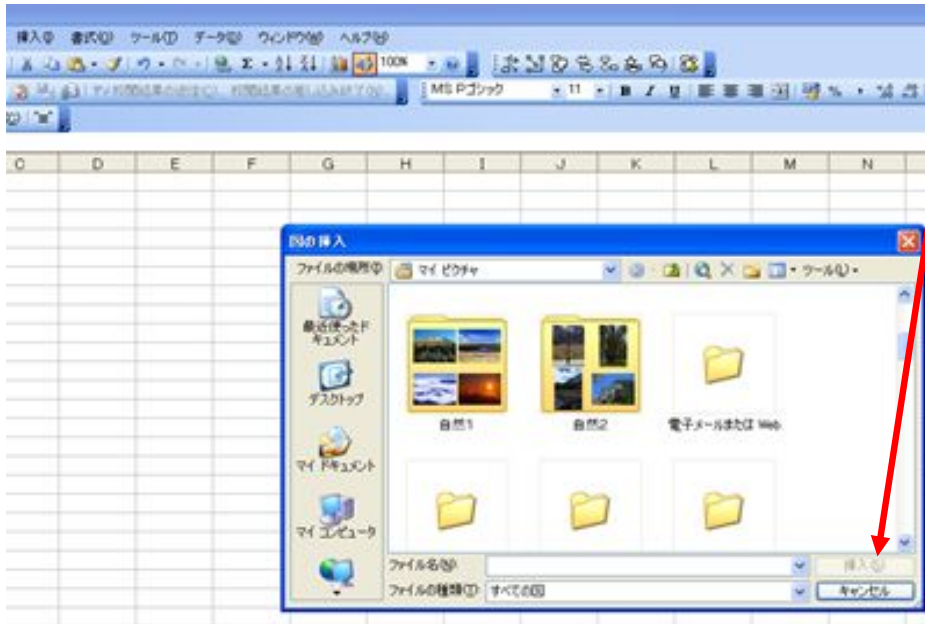 挿入(I) 書式(O) ツール(T) データ(D) ウィンドウ(W) ヘルプ(H)
100%
MS Pゴシック 11 B I U %
C D E F G H I J K L M N
図の挿入
ファイルの場所(I) マイ ピクチャ ツール(L)
最近使ったドキュメント
デスクトップ
マイ ドキュメント
マイ コンピュータ
自然1 自然2 電子メールまたは Web
ファイル名(N): 挿入(S)
ファイルの種類(T): すべての図 キャンセル